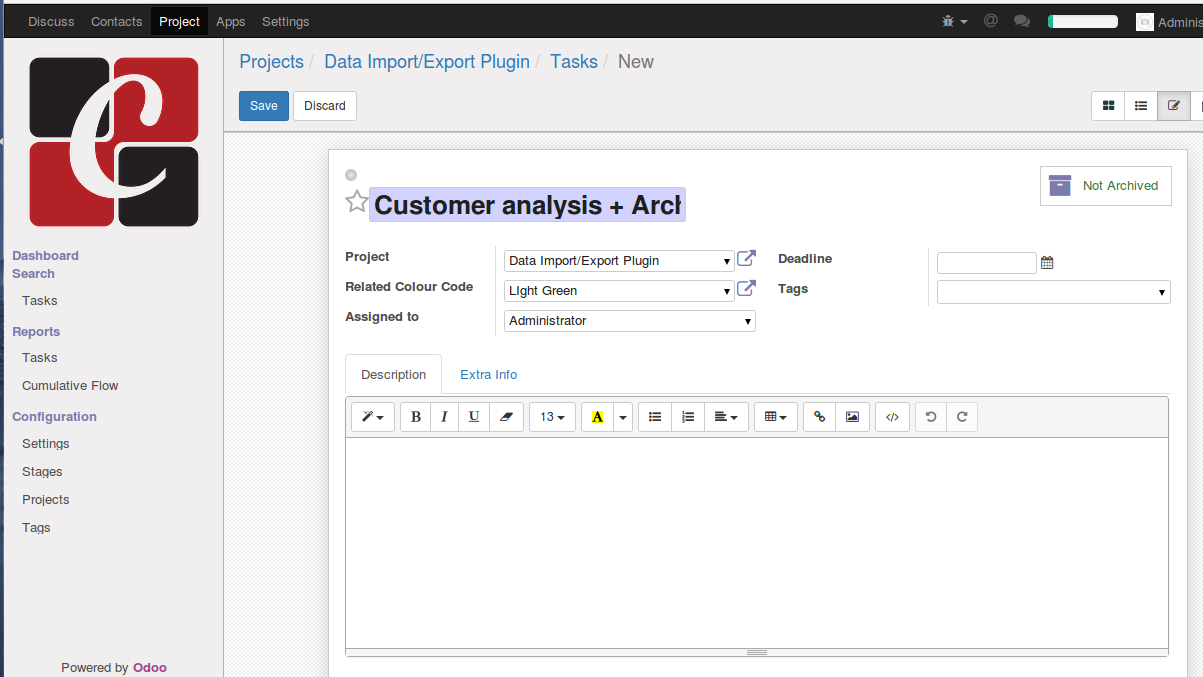 Discuss Contacts Project Apps Settings @ Adminis
Projects / Data Import/Export Plugin / Tasks / New
Save Discard
C
Not Archived
Customer analysis + Arch
Dashboard
Search
Tasks
Reports
Tasks
Cumulative Flow
Configuration
Settings
Stages
Projects
Tags
Project Data Import/Export Plugin
Related Colour Code LIght Green
Assigned to Administrator
Deadline
Tags
Description Extra Info
B I U 13 A </>
Powered by Odoo